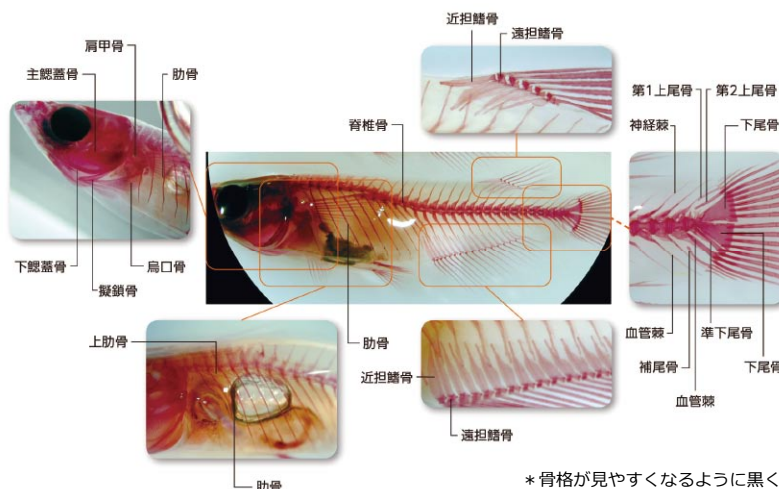 近担鰭骨
遠担鰭骨
肩甲骨
主鰓蓋骨
肋骨
第1上尾骨
第2上尾骨
神経棘
下尾骨
脊椎骨
下鰓蓋骨
烏口骨
擬鎖骨
血管棘
準下尾骨
補尾骨
下尾骨
血管棘
上肋骨
肋骨
近担鰭骨
遠担鰭骨
肋骨
＊骨格が見やすくなるように黒く